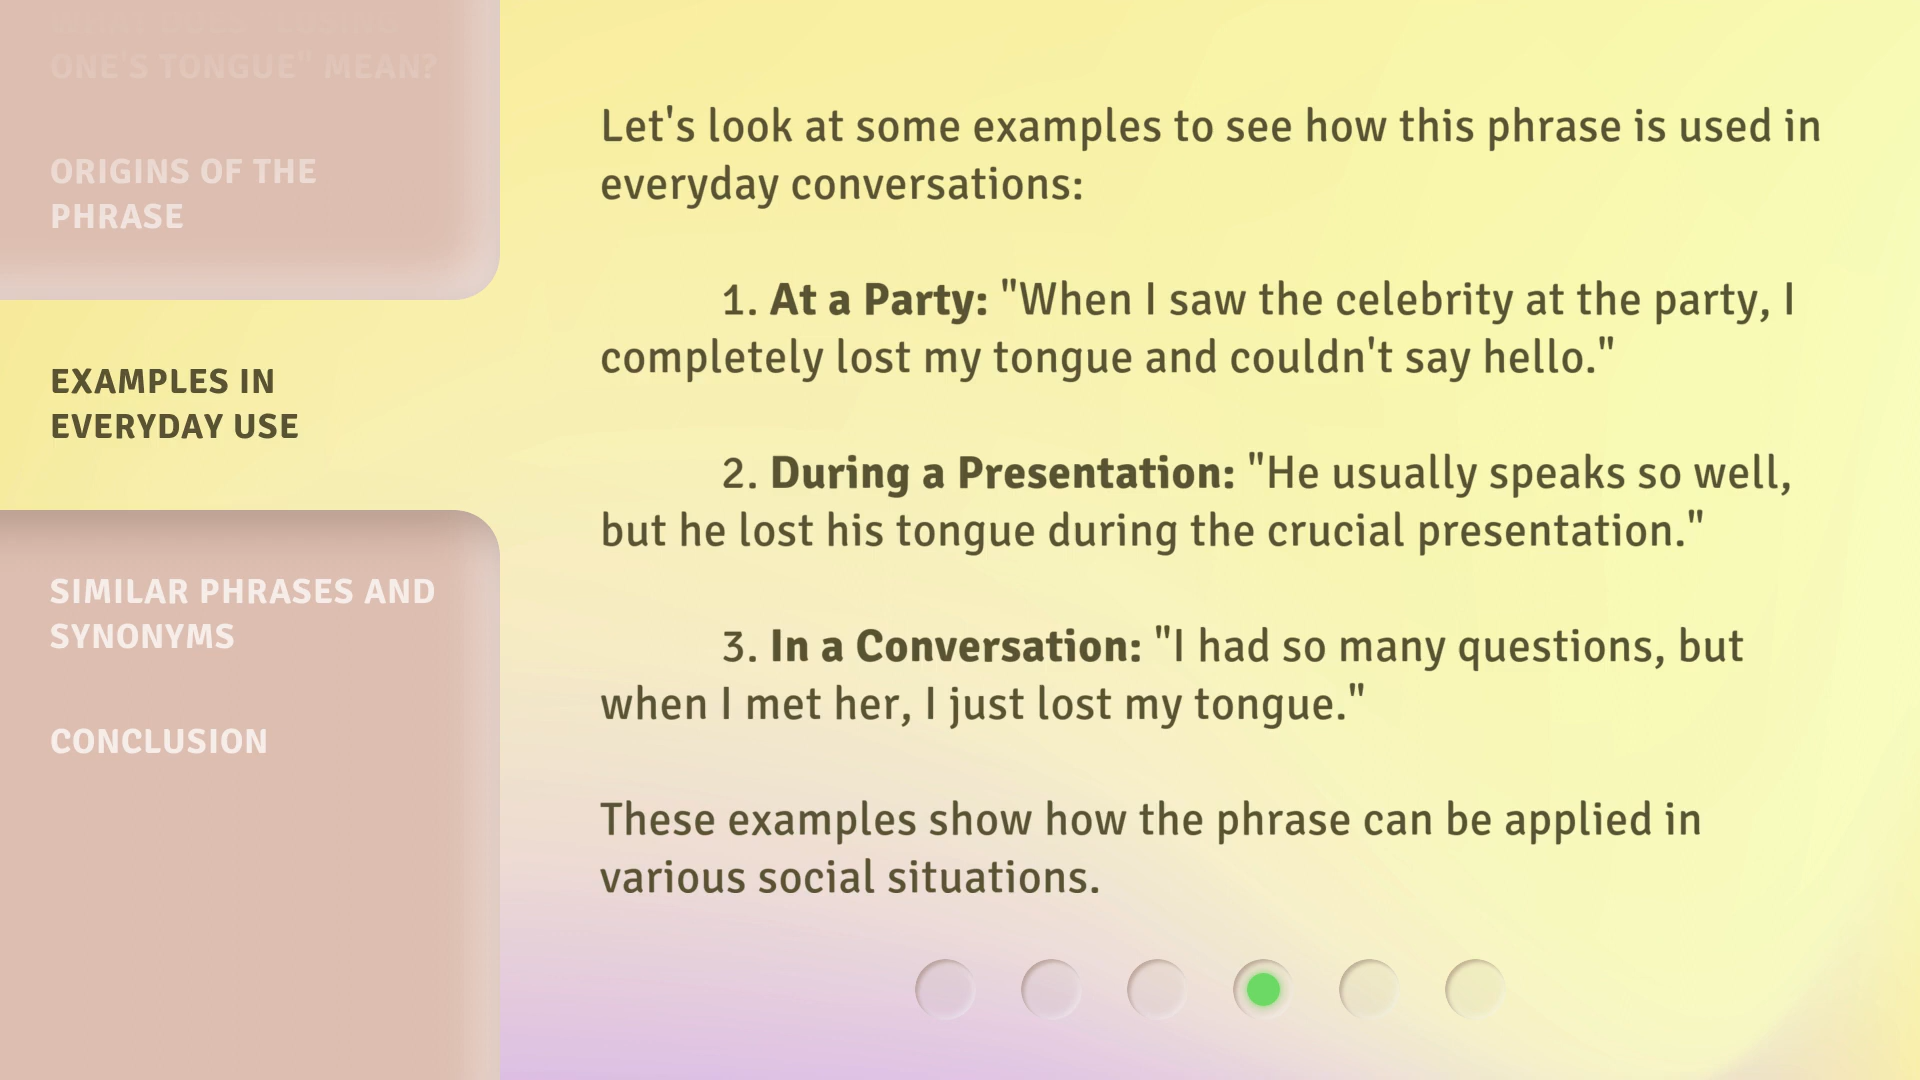 ONE'S TONGUE" MEAN?
ORIGINS OF THE
PHRASE
EXAMPLES IN
EVERYDAY USE
SIMILAR PHRASES AND
SYNONYMS
CONCLUSION
Let's look at some examples to see how this phrase is used in
everyday conversations:
1. At a Party: "When I saw the celebrity at the party, I
completely lost my tongue and couldn't say hello."
2. During a Presentation: "He usually speaks so well,
but he lost his tongue during the crucial presentation."
3. In a Conversation: "I had so many questions, but
when I met her, I just lost my tongue."
These examples show how the phrase can be applied in
various social situations.